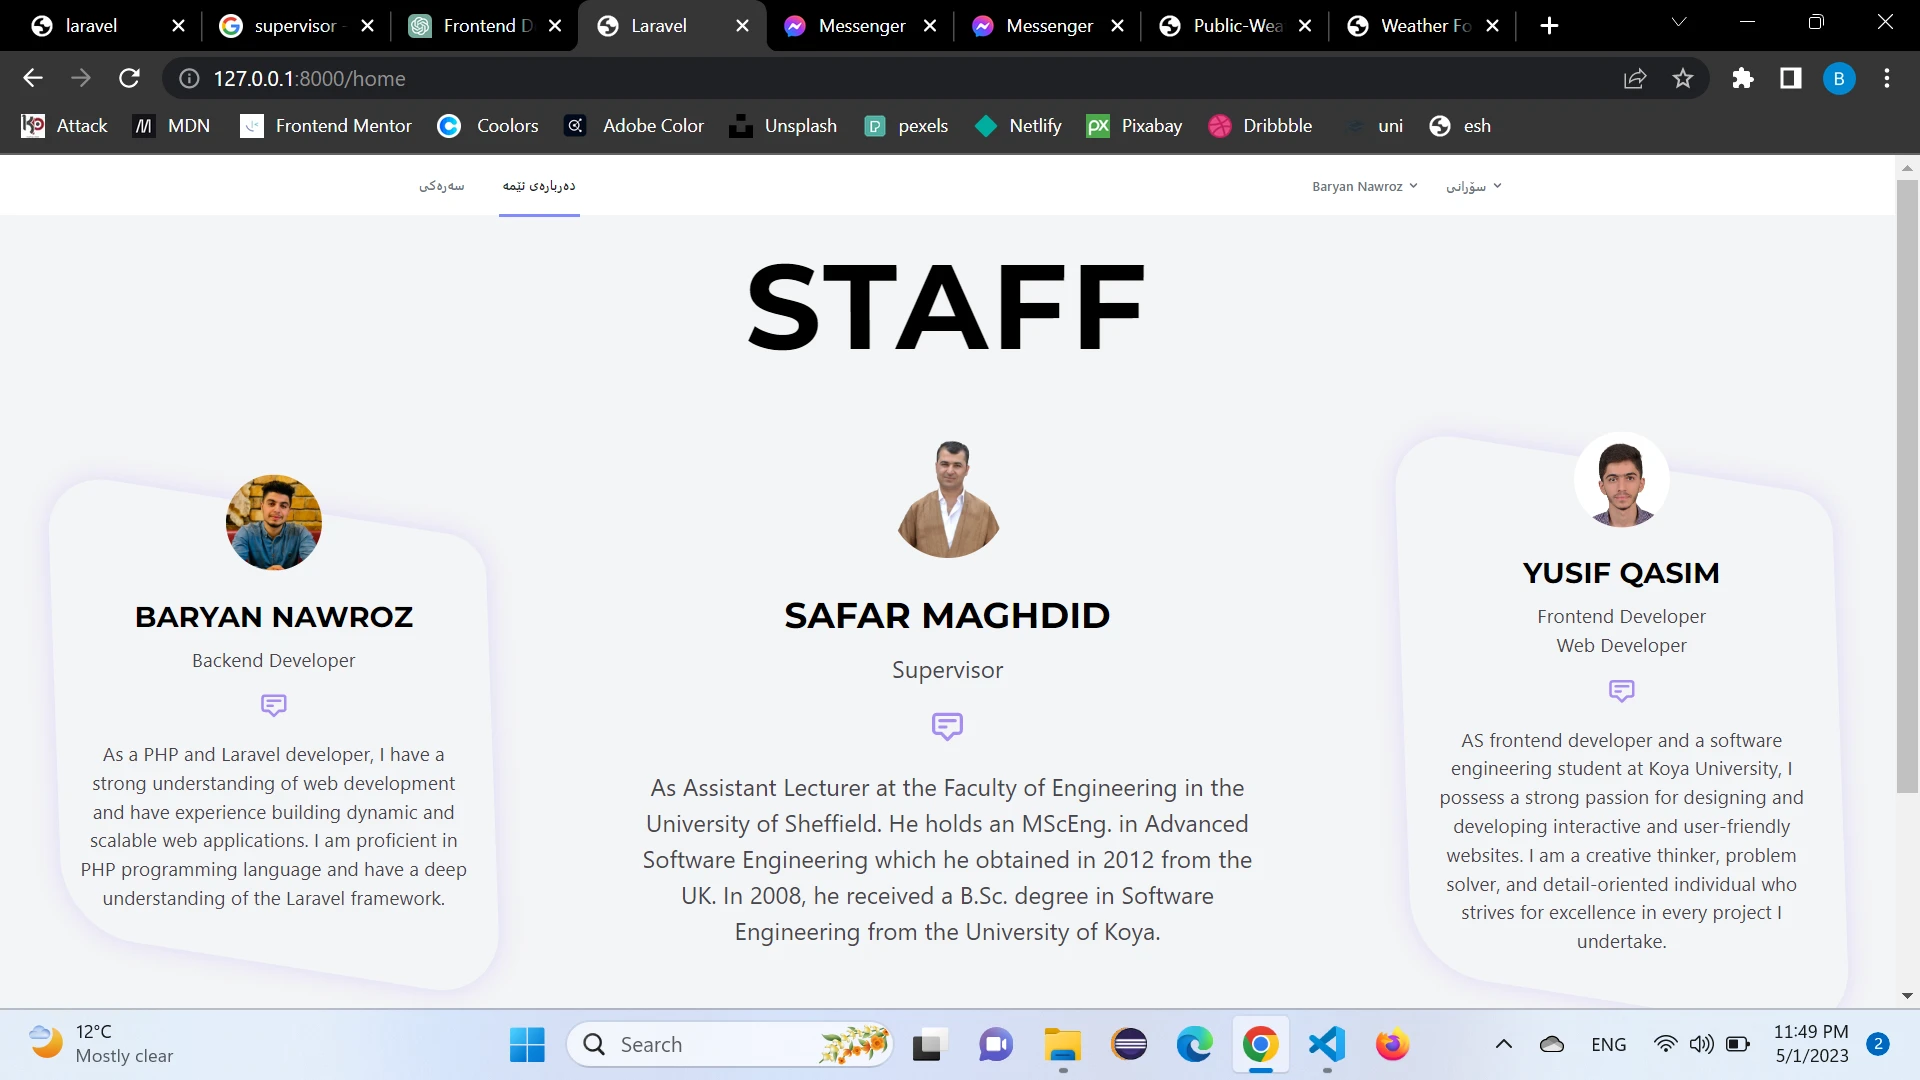 laravel
supervisor -
Frontend D
Laravel
Messenger
Messenger
Public-Wea
Weather Fo
127.0.0.1:8000/home
B
Attack
MDN
Frontend Mentor
Coolors
Adobe Color
Unsplash
pexels
Netlify
Pixabay
Dribbble
uni
esh
سەرەکی
دەربارەی ئێمە
Baryan Nawroz
سۆرانی
STAFF
BARYAN NAWROZ
Backend Developer
As a PHP and Laravel developer, I have a
strong understanding of web development
and have experience building dynamic and
scalable web applications. I am proficient in
PHP programming language and have a deep
understanding of the Laravel framework.
SAFAR MAGHDID
Supervisor
As Assistant Lecturer at the Faculty of Engineering in the
University of Sheffield. He holds an MScEng. in Advanced
Software Engineering which he obtained in 2012 from the
UK. In 2008, he received a B.Sc. degree in Software
Engineering from the University of Koya.
YUSIF QASIM
Frontend Developer
Web Developer
AS frontend developer and a software
engineering student at Koya University, I
possess a strong passion for designing and
developing interactive and user-friendly
websites. I am a creative thinker, problem
solver, and detail-oriented individual who
strives for excellence in every project I
undertake.
12°C
Mostly clear
Search
ENG
11:49 PM
5/1/2023
2